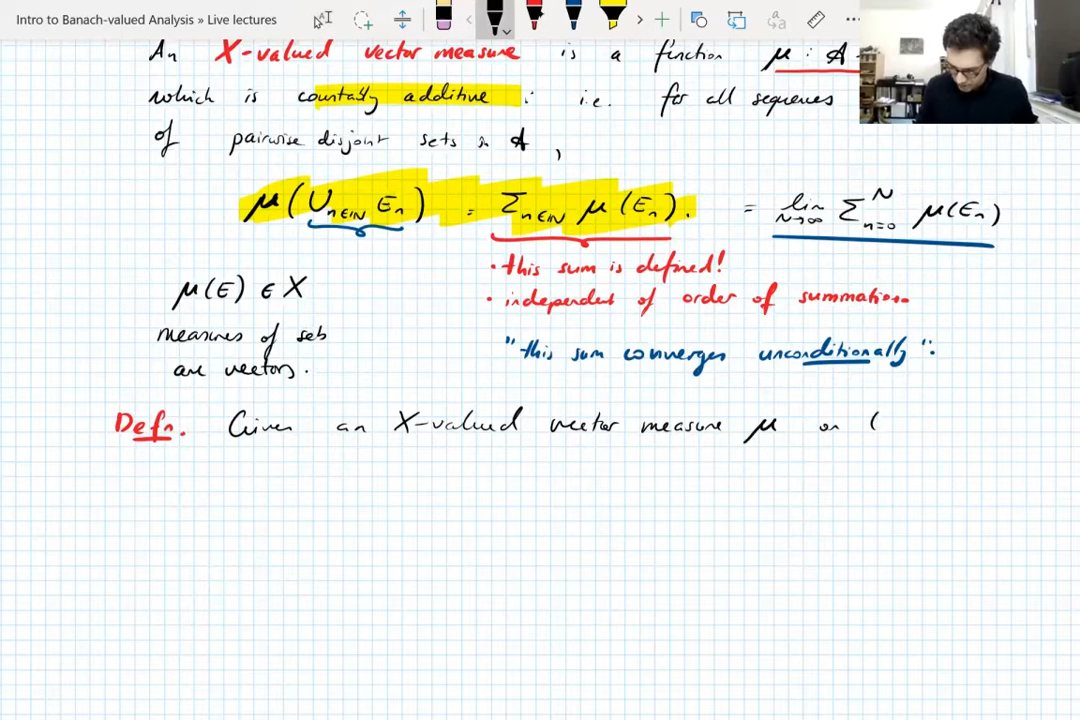 Intro to Banach-valued Analysis » Live lectures
An X-valued vector measure is a function μ : 𝒜
which is countably additive : i.e. for all sequences
of pairwise disjoint sets in 𝒜 ,
μ(∪n∈ℕ En) = Σn∈ℕ μ(En). = lim N→∞ Σ_{n=0}^{N} μ(En)
• this sum is defined!
• independent of order of summation.
μ(E) ∈ X
measures of sets
are vectors.
"this sum converges unconditionally".
Defn. Given an X-valued vector measure μ on (